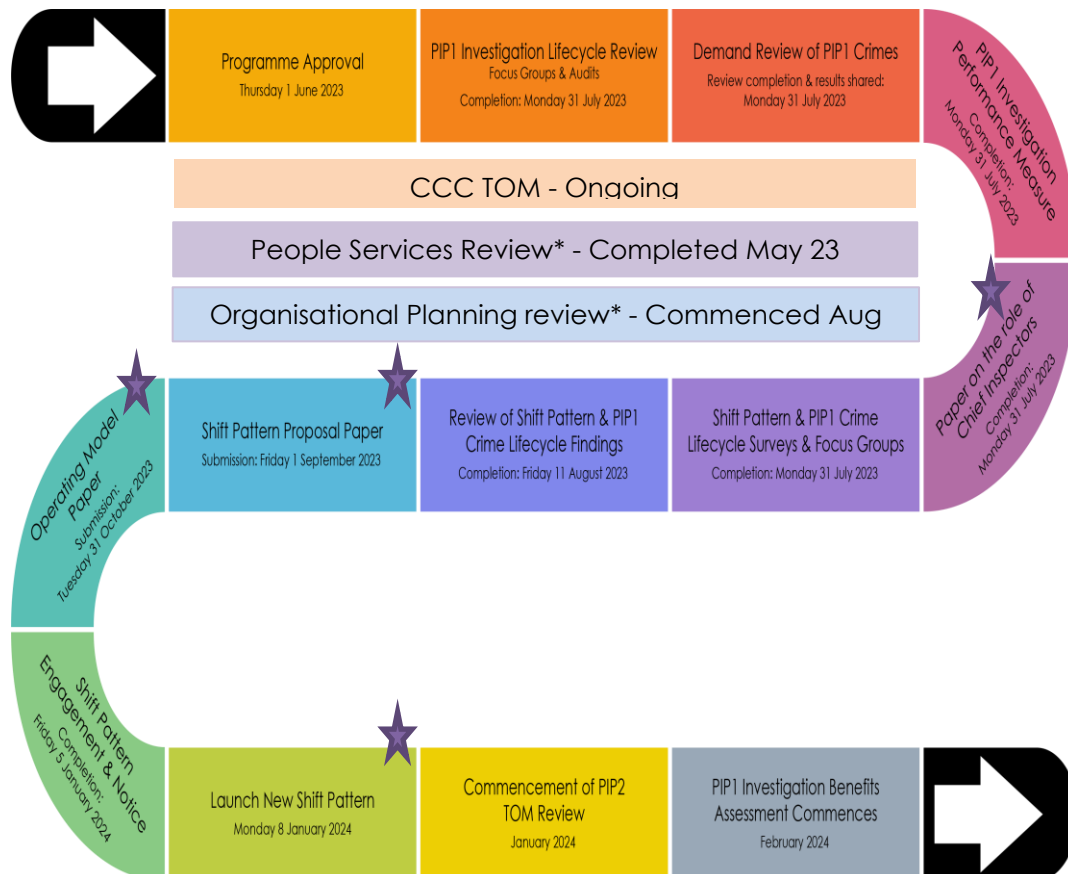 Programme Approval
Thursday 1 June 2023
PIP1 Investigation Lifecycle Review
Focus Groups & Audits
Completion: Monday 31 July 2023
Demand Review of PIP1 Crimes
Review completion & results shared:
Monday 31 July 2023
PIP1 Investigation
Performance Measure
Completion:
Monday 31 July 2023
CCC TOM - Ongoing
People Services Review* - Completed May 23
Organisational Planning review* - Commenced Aug
Paper on the role of
Chief Inspectors
Completion:
Monday 31 July 2023
Shift Pattern & PIP1 Crime
Lifecycle Surveys & Focus Groups
Completion: Monday 31 July 2023
Review of Shift Pattern & PIP1
Crime Lifecycle Findings
Completion: Friday 11 August 2023
Shift Pattern Proposal Paper
Submission: Friday 1 September 2023
Operating Model
Paper
Submission:
Tuesday 31 October 2023
Shift Pattern
Engagement & Notice
Completion:
Friday 5 January 2024
Launch New Shift Pattern
Monday 8 January 2024
Commencement of PIP2
TOM Review
January 2024
PIP1 Investigation Benefits
Assessment Commences
February 2024